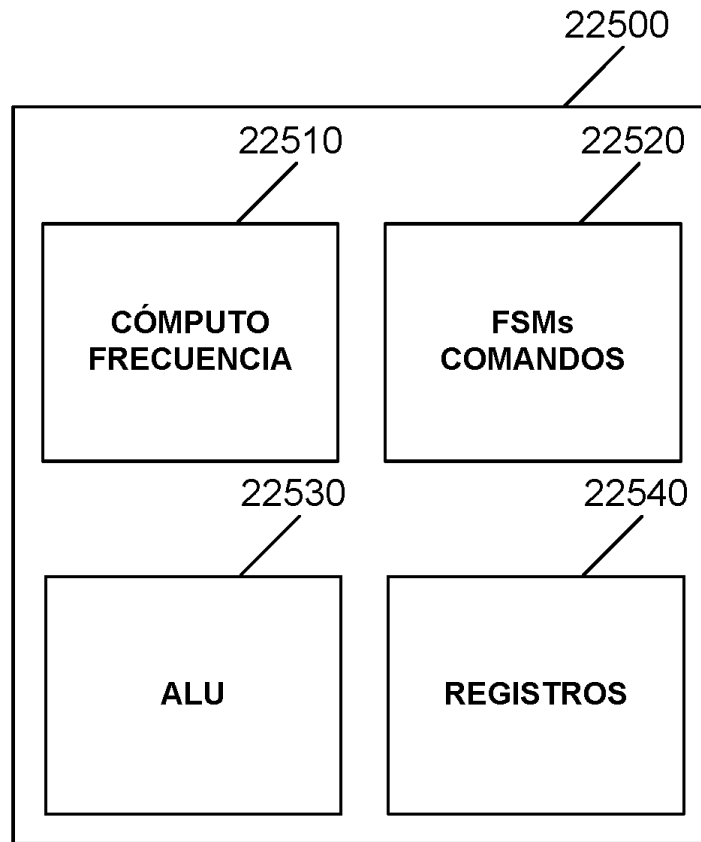 22500
22510
22520
CÓMPUTO
FRECUENCIA
FSMs
COMANDOS
22530
22540
ALU
REGISTROS